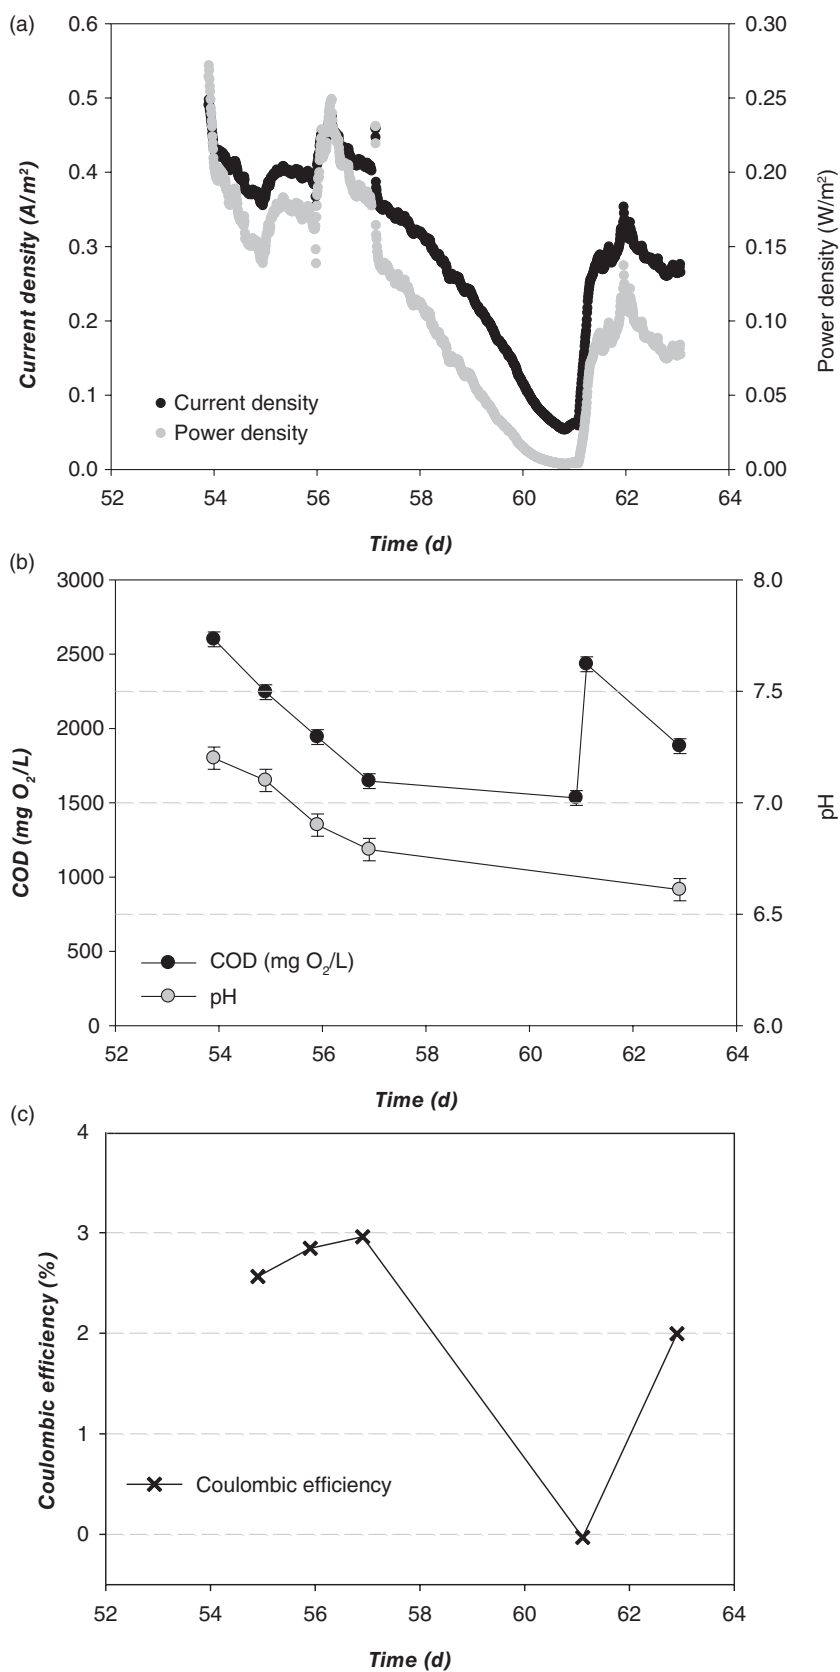 (a)
0.6
0.5
0.4
0.3
0.2
0.1
0.0
Current density (A/m²)
0.30
0.25
0.20
0.15
0.10
0.05
0.00
Power density (W/m²)
Current density
Power density
52 54 56 58 60 62 64
Time (d)
(b)
3000
2500
2000
1500
1000
500
0
COD (mg O₂/L)
8.0
7.5
7.0
6.5
6.0
pH
COD (mg O₂/L)
pH
52 54 56 58 60 62 64
Time (d)
(c)
4
3
2
1
0
Coulombic efficiency (%)
Coulombic efficiency
52 54 56 58 60 62 64
Time (d)